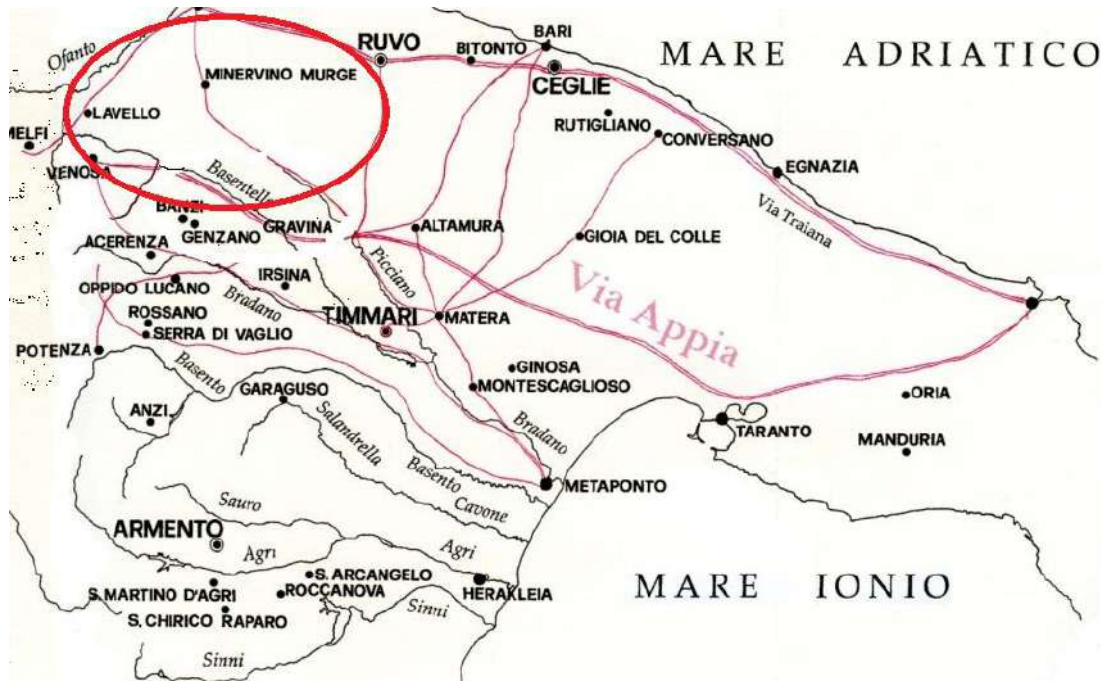 Ofanto
RUVO
BITONTO
BARI
MARE ADRIATICO
MINERVINO MURGE
CEGLIE
LAVELLO
RUTIGLIANO
CONVERSANO
MELFI
VENOSA
EGNAZIA
Basentello
Via Traiana
BANZI
GENZANO
GRAVINA
ALTAMURA
GIOIA DEL COLLE
ACERENZA
Picciano
IRSINA
OPPIDO LUCANO
Bradano
Via Appia
ROSSANO
TIMMARI
MATERA
SERRA DI VAGLIO
POTENZA
Basento
GINOSA
GARAGUSO
MONTESCAGLIOSO
ORIA
ANZI
Salandrella
Bradano
TARANTO
MANDURIA
Basento
METAPONTO
Sauro
Cavone
ARMENTO
Agri
Agri
S. ARCANGELO
MARE IONIO
S. MARTINO D'AGRI
ROCCANOVA
HERAKLEIA
S. CHIRICO RAPARO
Sinni
Sinni